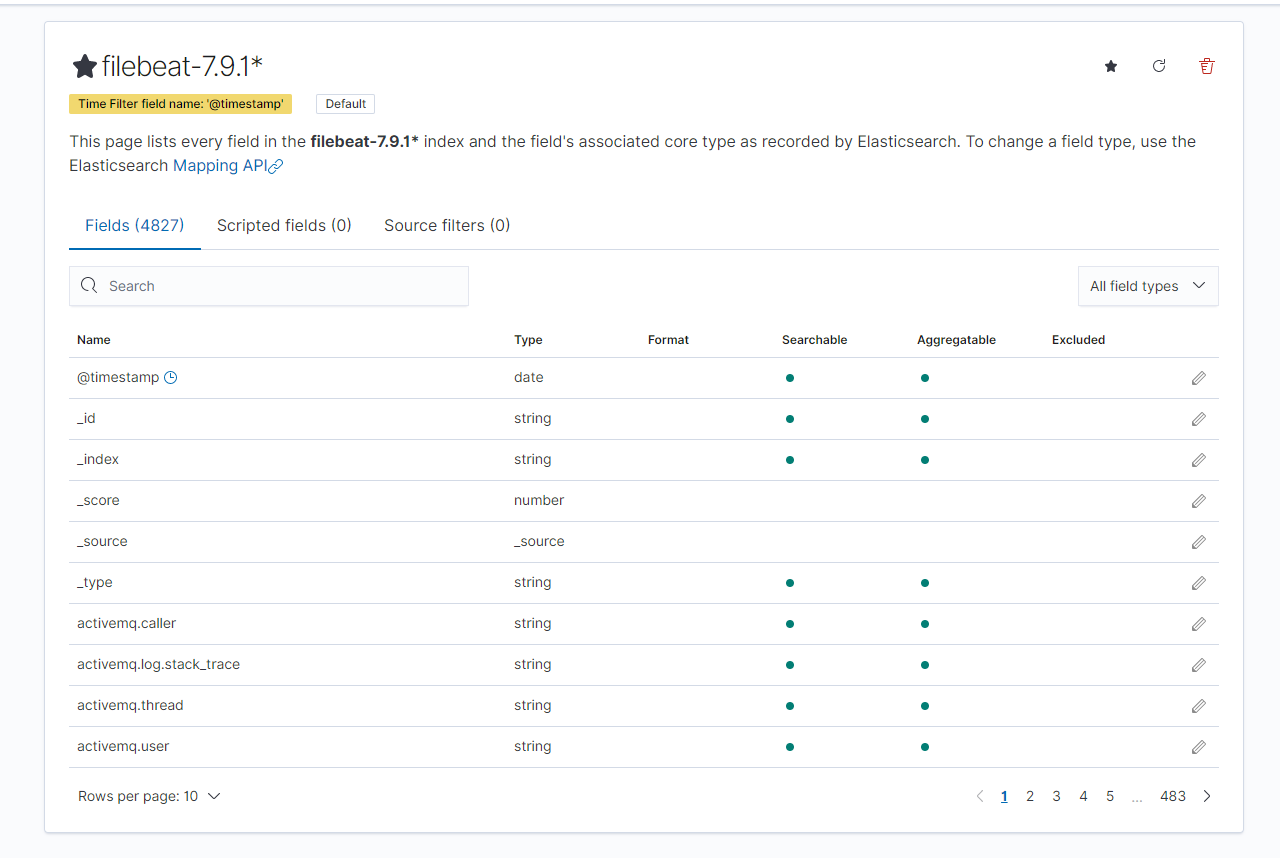 filebeat-7.9.1*
Time Filter field name: '@timestamp' Default
This page lists every field in the filebeat-7.9.1* index and the field's associated core type as recorded by Elasticsearch. To change a field type, use the
Elasticsearch Mapping API
Fields (4827) Scripted fields (0) Source filters (0)
Search All field types
Name Type Format Searchable Aggregatable Excluded
@timestamp date
_id string
_index string
_score number
_source _source
_type string
activemq.caller string
activemq.log.stack_trace string
activemq.thread string
activemq.user string
Rows per page: 10 1 2 3 4 5 ... 483